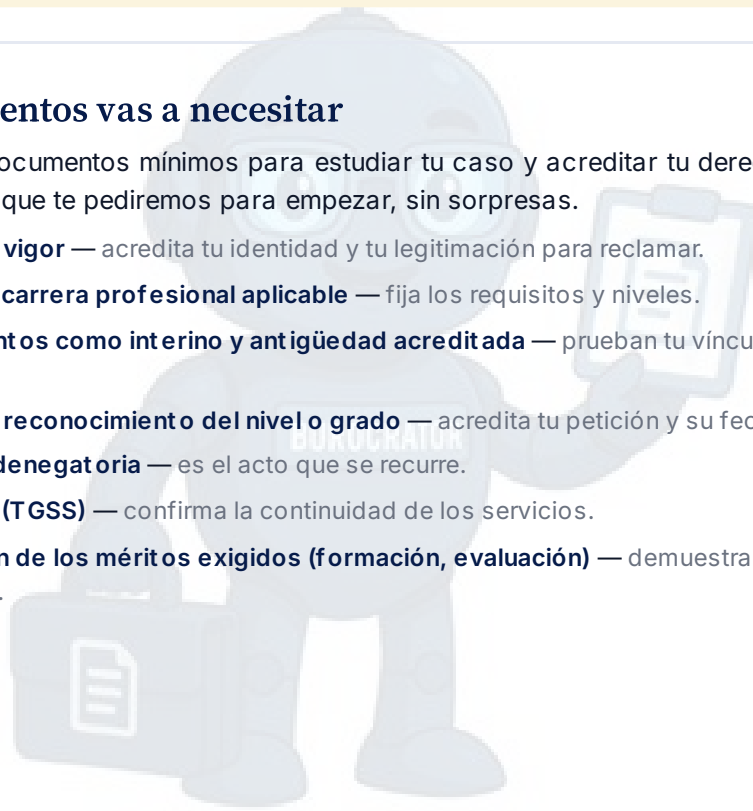 entos vas a necesitar
ocumentos mínimos para estudiar tu caso y acreditar tu dere
que te pediremos para empezar, sin sorpresas.
vigor — acredita tu identidad y tu legitimación para reclamar.
carrera profesional aplicable — fija los requisitos y niveles.
ntos como interino y antigüedad acreditada — prueban tu víncu
reconocimiento del nivel o grado — acredita tu petición y su fec
BUROCRATOR
denegatoria — es el acto que se recurre.
(TGSS) — confirma la continuidad de los servicios.
n de los méritos exigidos (formación, evaluación) — demuestra
.